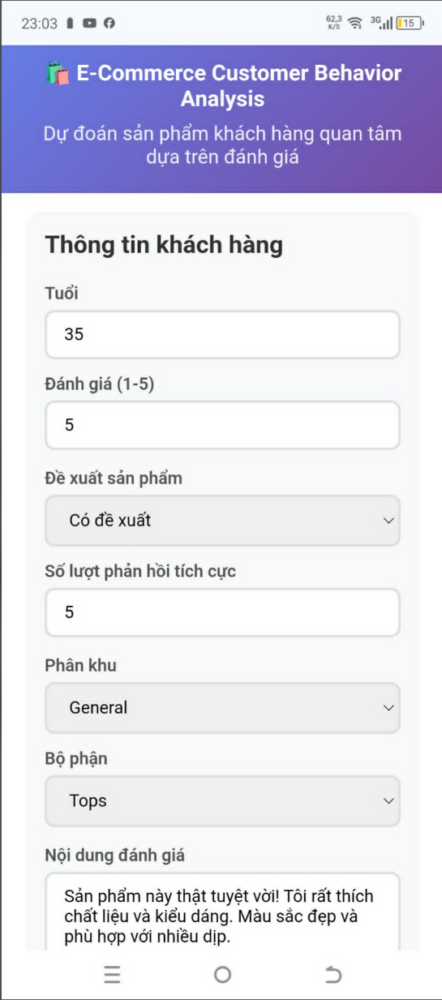 23:03
62,3
K/S
3G
15
E-Commerce Customer Behavior
Analysis
Dự đoán sản phẩm khách hàng quan tâm
dựa trên đánh giá
Thông tin khách hàng
Tuổi
35
Đánh giá (1-5)
5
Đề xuất sản phẩm
Có đề xuất
Số lượt phản hồi tích cực
5
Phân khu
General
Bộ phận
Tops
Nội dung đánh giá
Sản phẩm này thật tuyệt vời! Tôi rất thích
chất liệu và kiểu dáng. Màu sắc đẹp và
phù hợp với nhiều dịp.